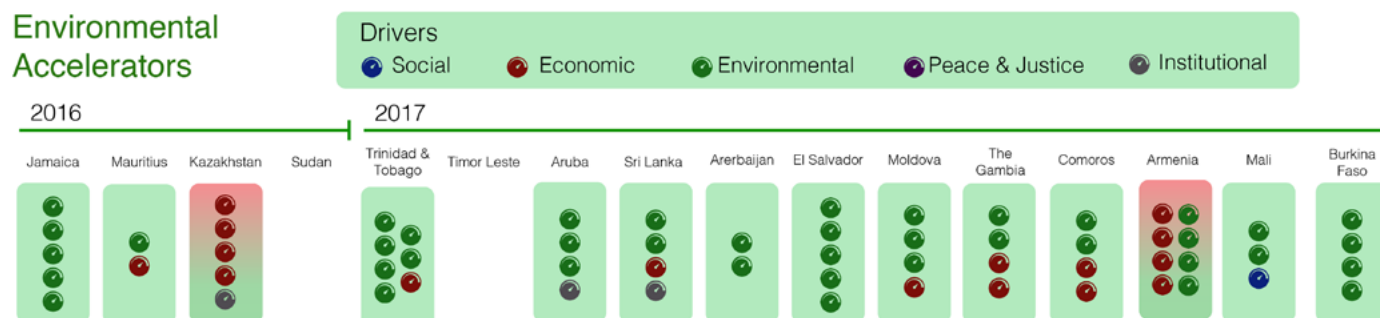 Environmental
Accelerators
Drivers
Social Economic Environmental Peace & Justice Institutional
2016 2017
Jamaica Mauritius Kazakhstan Sudan Trinidad &
Tobago Timor Leste Aruba Sri Lanka Arerbaijan El Salvador Moldova The
Gambia Comoros Armenia Mali Burkina
Faso